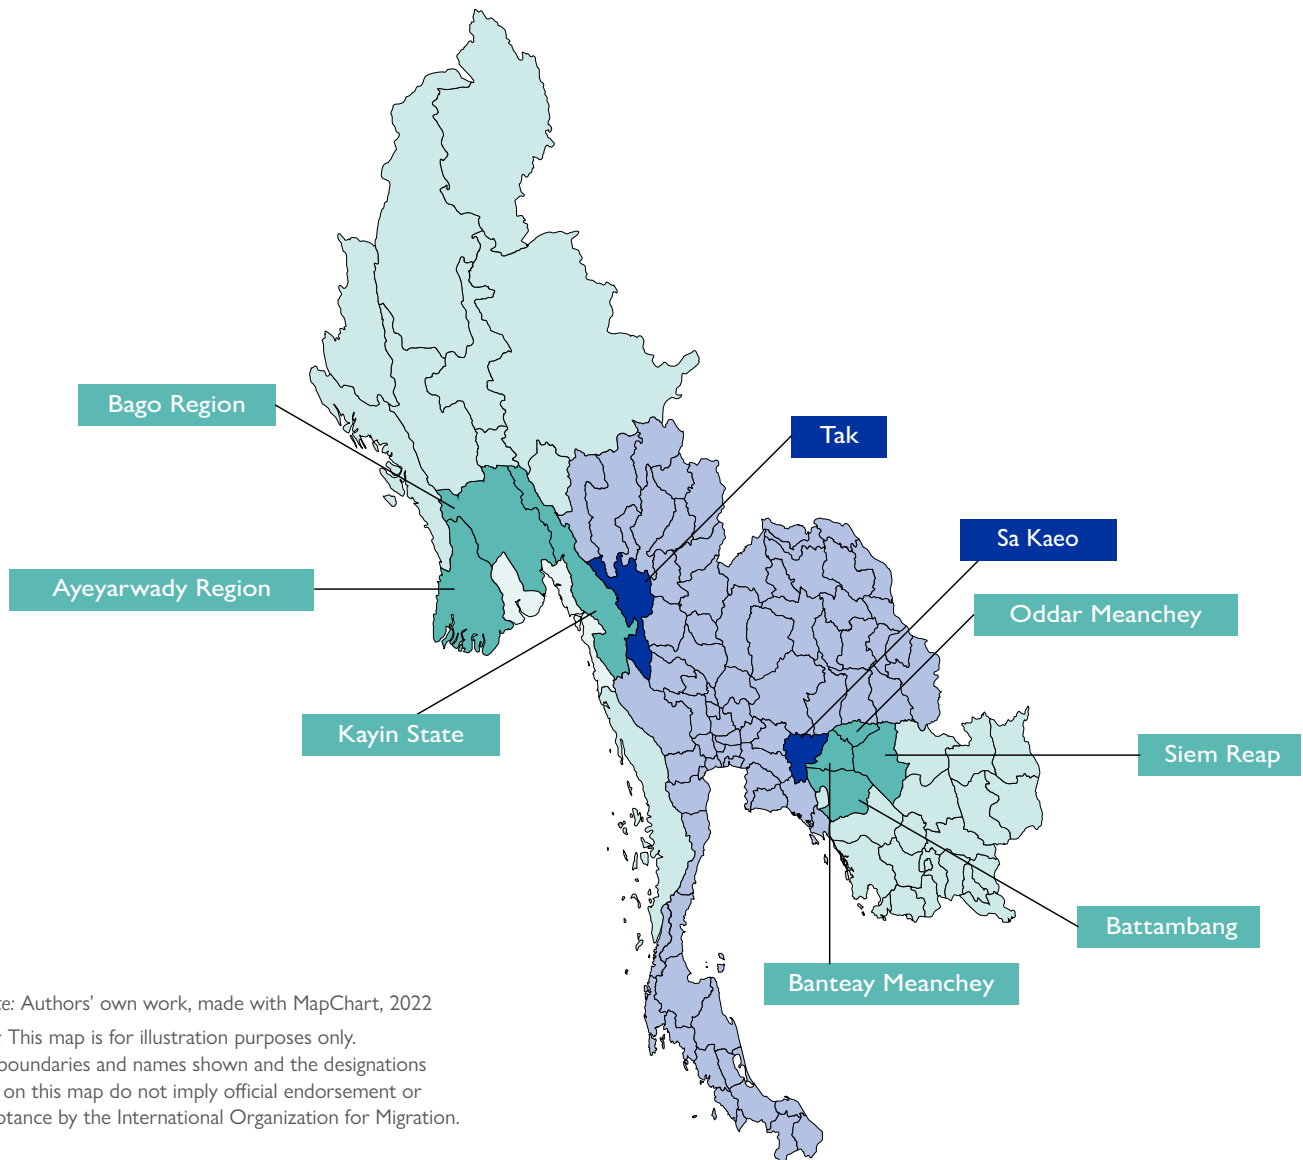 Bago Region
Tak
Sa Kaeo
Ayeyarwady Region
Oddar Meanchey
Kayin State
Siem Reap
Battambang
Banteay Meanchey
Authors’ own work, made with MapChart, 2022
This map is for illustration purposes only.
boundaries and names shown and the designations
on this map do not imply official endorsement or
by the International Organization for Migration.